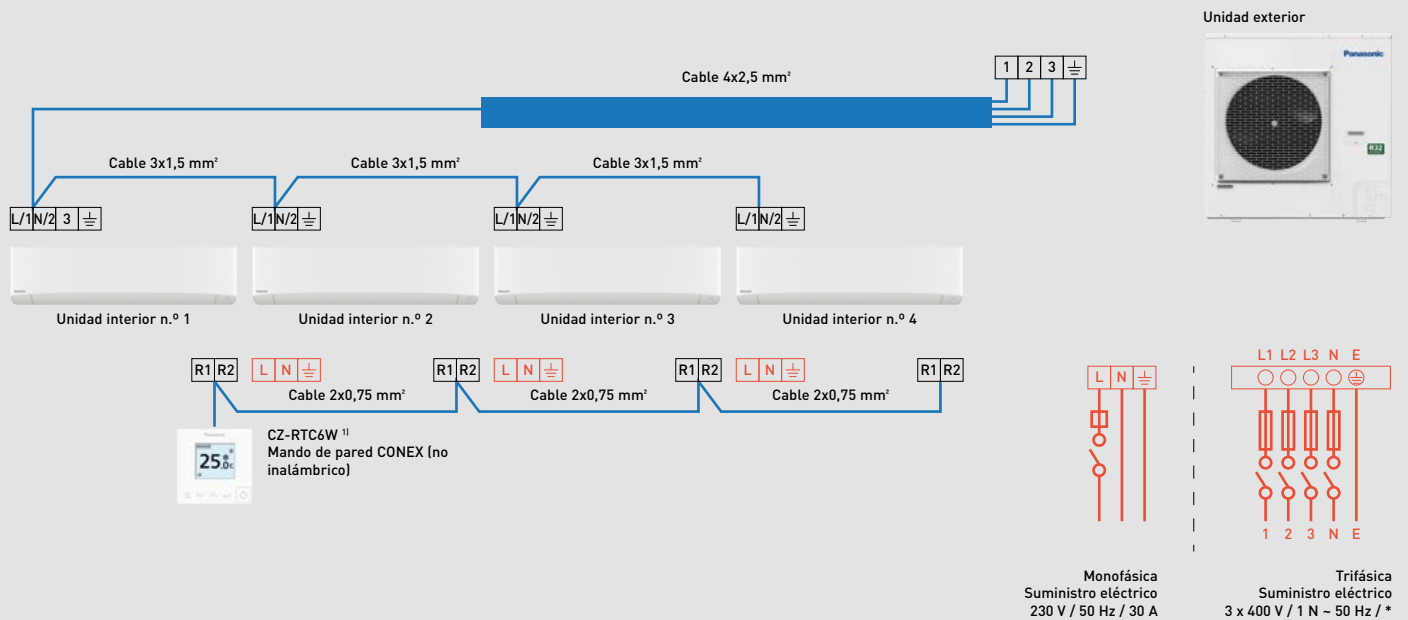 Unidad exterior
Panasonic
R32
1 2 3
Cable 4x2,5 mm²
Cable 3x1,5 mm² Cable 3x1,5 mm² Cable 3x1,5 mm²
L/1 N/2 3 L/1 N/2 L/1 N/2 L/1 N/2
Unidad interior n.º 1 Unidad interior n.º 2 Unidad interior n.º 3 Unidad interior n.º 4
R1 R2 L N R1 R2 L N R1 R2 L N R1 R2
Cable 2x0,75 mm² Cable 2x0,75 mm² Cable 2x0,75 mm²
CZ-RTC6W 1)
Mando de pared CONEX (no
inalámbrico)
25.0c
L N
Monofásica
Suministro eléctrico
230 V / 50 Hz / 30 A
L1 L2 L3 N E
1 2 3 N E
Trifásica
Suministro eléctrico
3 x 400 V / 1 N ~ 50 Hz / *